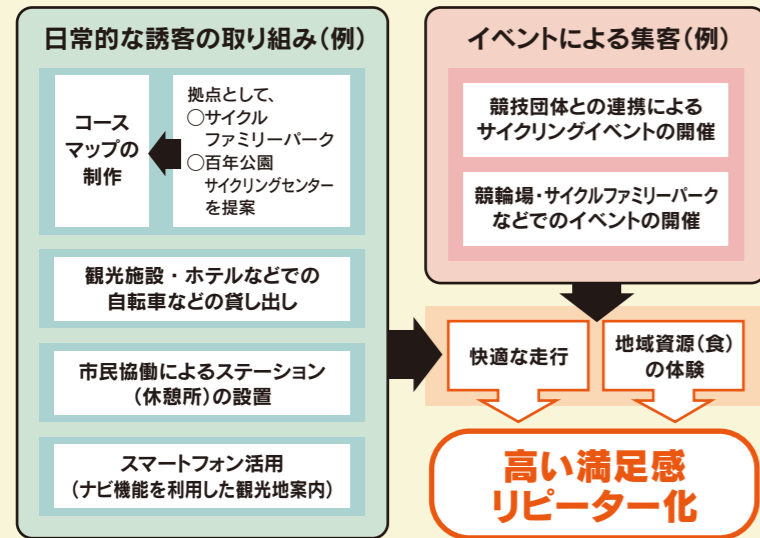 日常的な誘客の取り組み(例)
コース
マップの
制作
拠点として、
○サイクル
ファミリーパーク
○百年公園
サイクリングセンター
を提案
観光施設・ホテルなどでの
自転車などの貸し出し
市民協働によるステーション
(休憩所)の設置
スマートフォン活用
(ナビ機能を利用した観光地案内)
イベントによる集客(例)
競技団体との連携による
サイクリングイベントの開催
競輪場・サイクルファミリーパーク
などでのイベントの開催
快適な走行
地域資源(食)
の体験
高い満足感
リピーター化